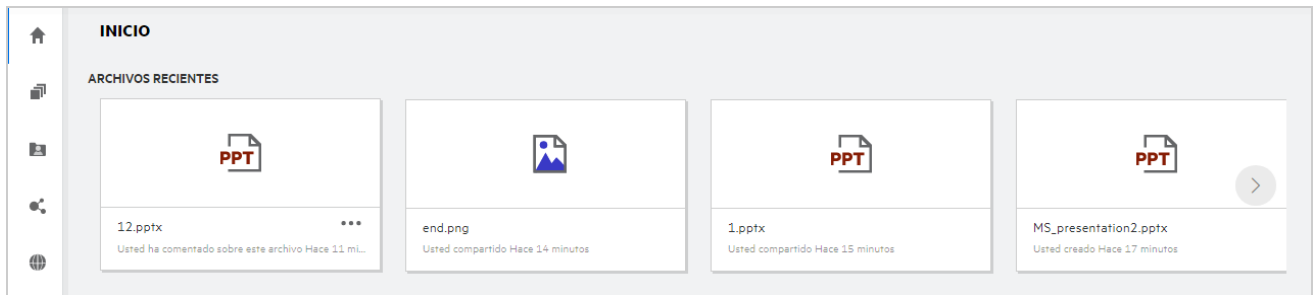 INICIO
ARCHIVOS RECIENTES
PPT
PPT
PPT
12.pptx
end.png
1.pptx
MS_presentation2.pptx
Usted ha comentado sobre este archivo Hace 11 mi...
Usted compartido Hace 14 minutos
Usted compartido Hace 15 minutos
Usted creado Hace 17 minutos